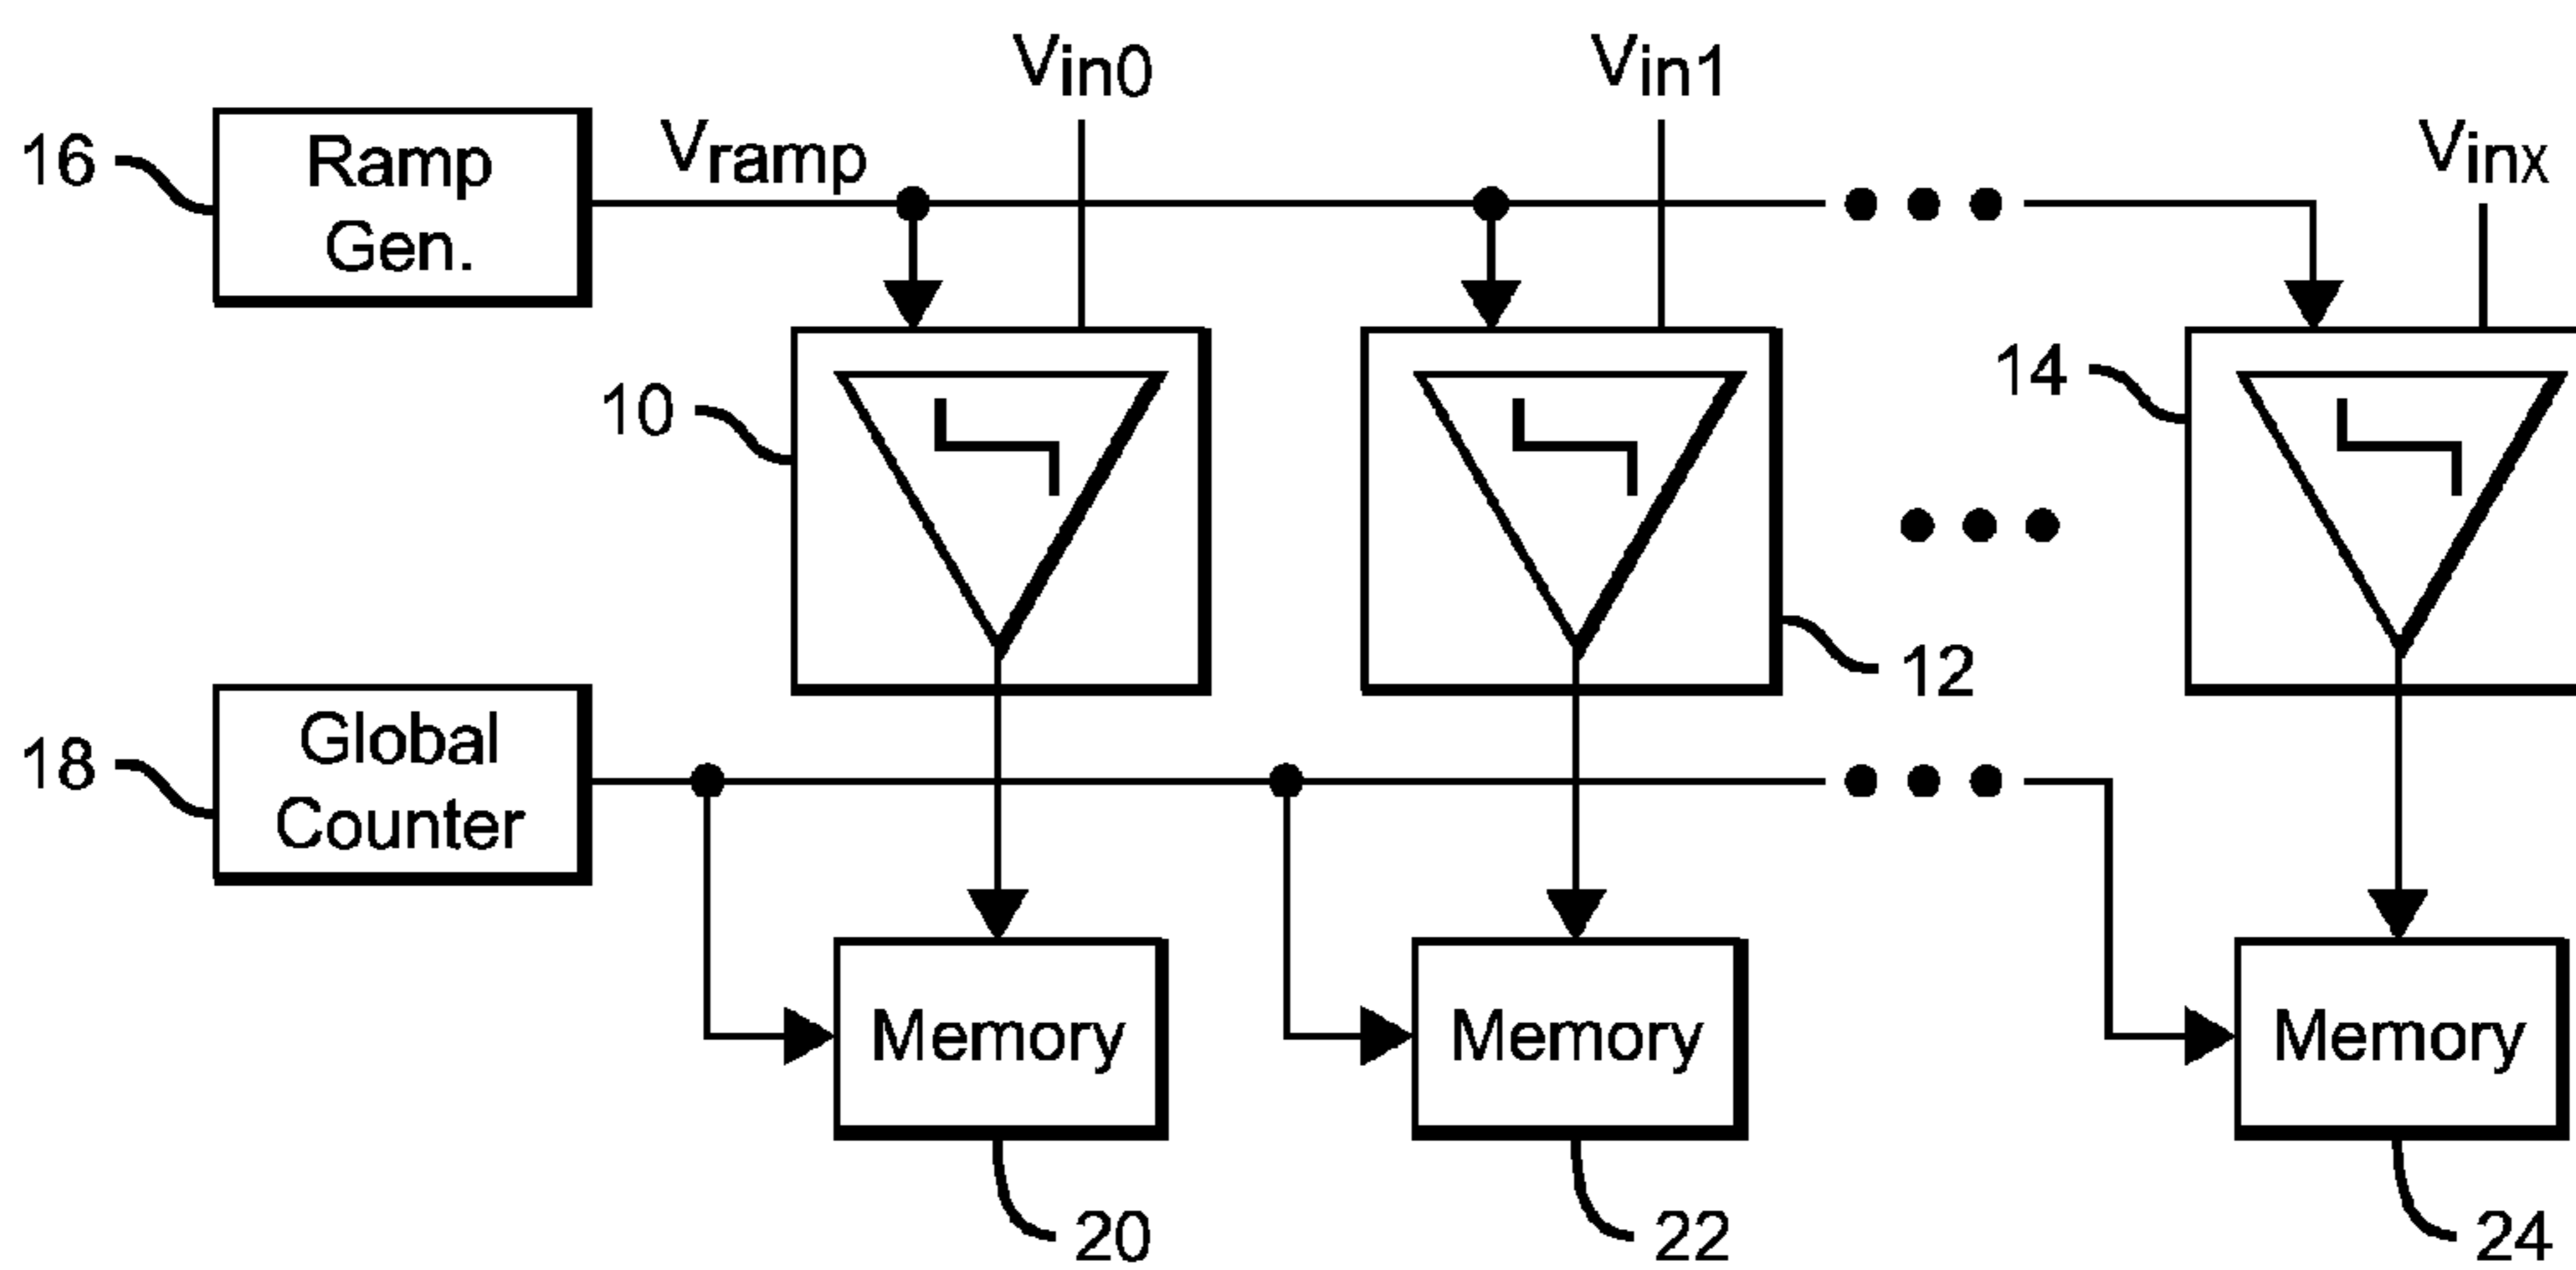 Vin0
Vin1
Vinx
16
Ramp
Gen.
Vramp
10
14
12
18
Global
Counter
Memory
Memory
Memory
20
22
24